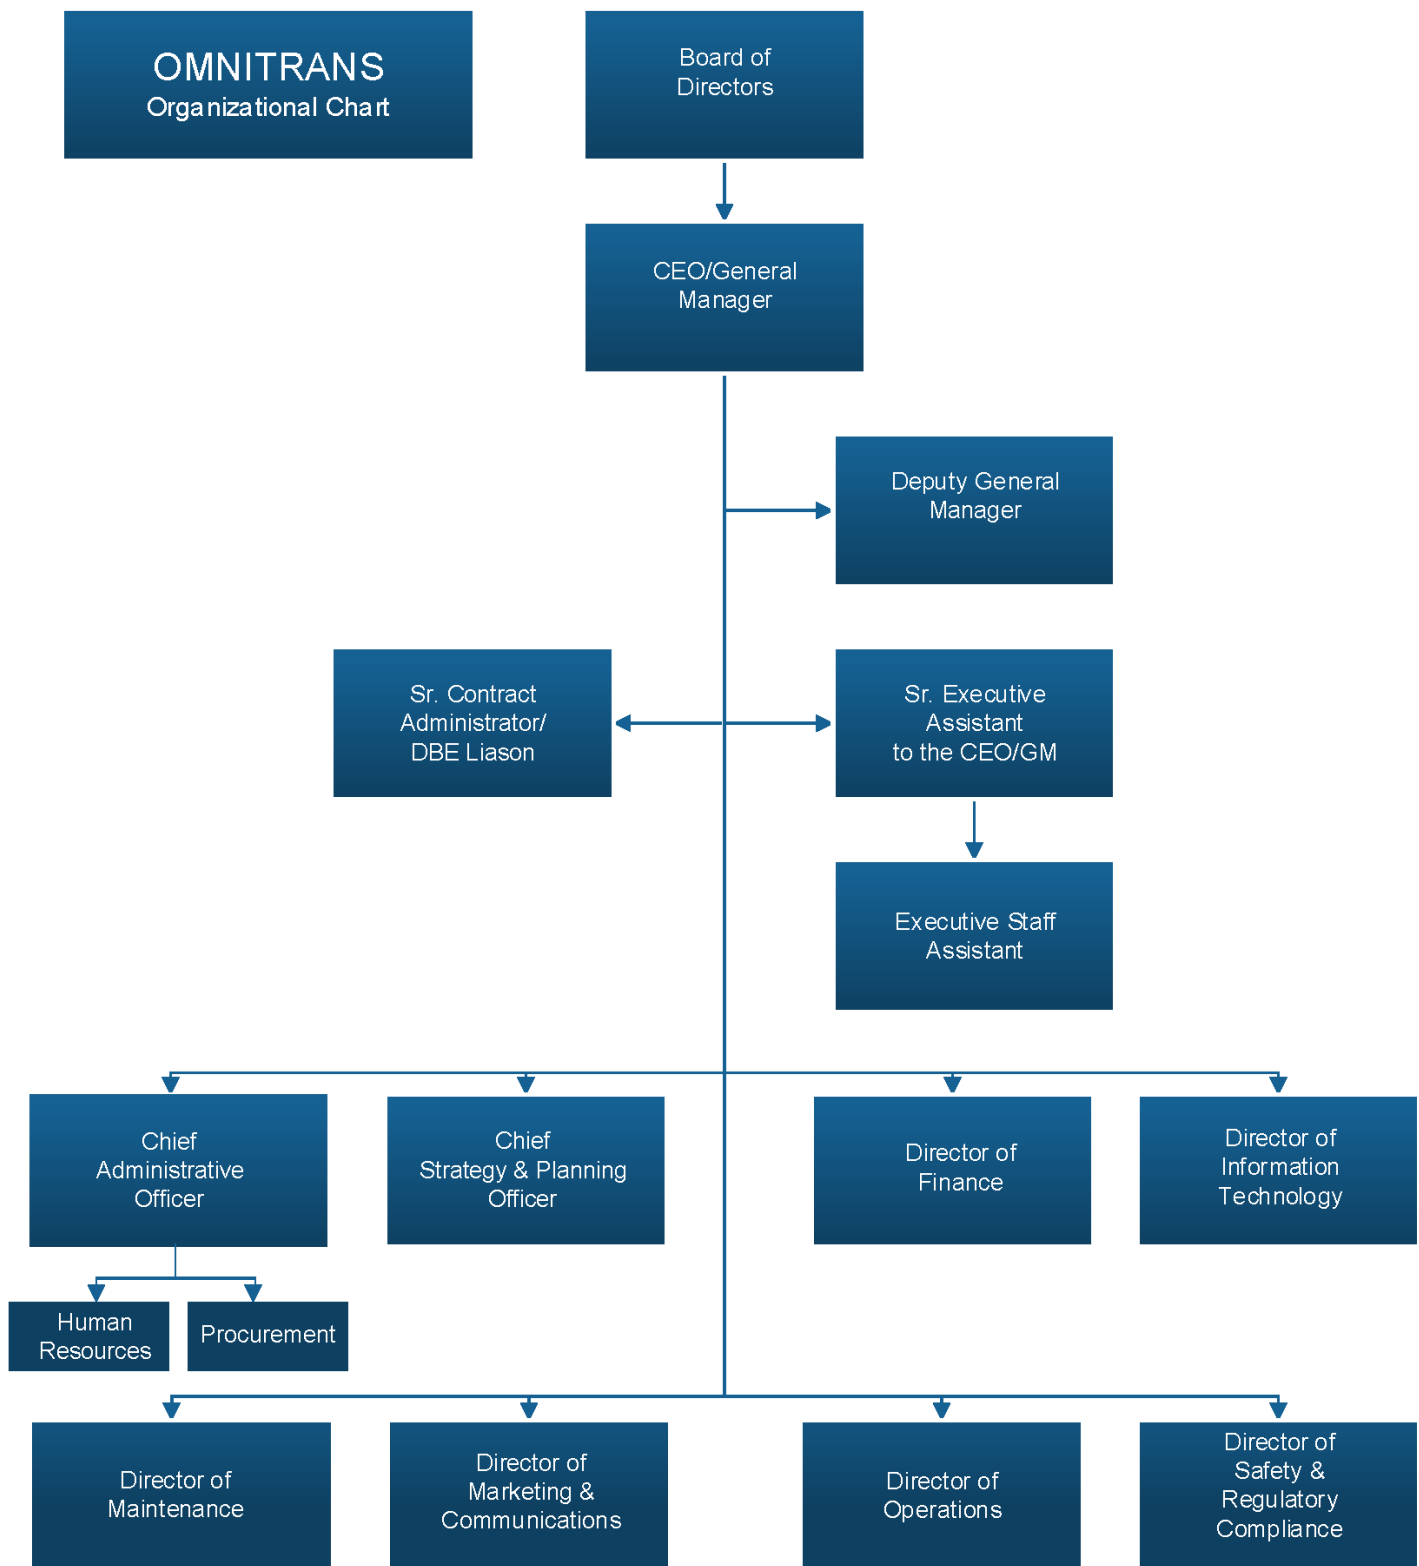 OMNITRANS
Organizational Chart
Board of
Directors
CEO/General
Manager
Deputy General
Manager
Sr. Contract
Administrator/
DBE Liason
Sr. Executive
Assistant
to the CEO/GM
Executive Staff
Assistant
Chief
Administrative
Officer
Chief
Strategy & Planning
Officer
Director of
Finance
Director of
Information
Technology
Human
Resources
Procurement
Director of
Maintenance
Director of
Marketing &
Communications
Director of
Operations
Director of
Safety &
Regulatory
Compliance